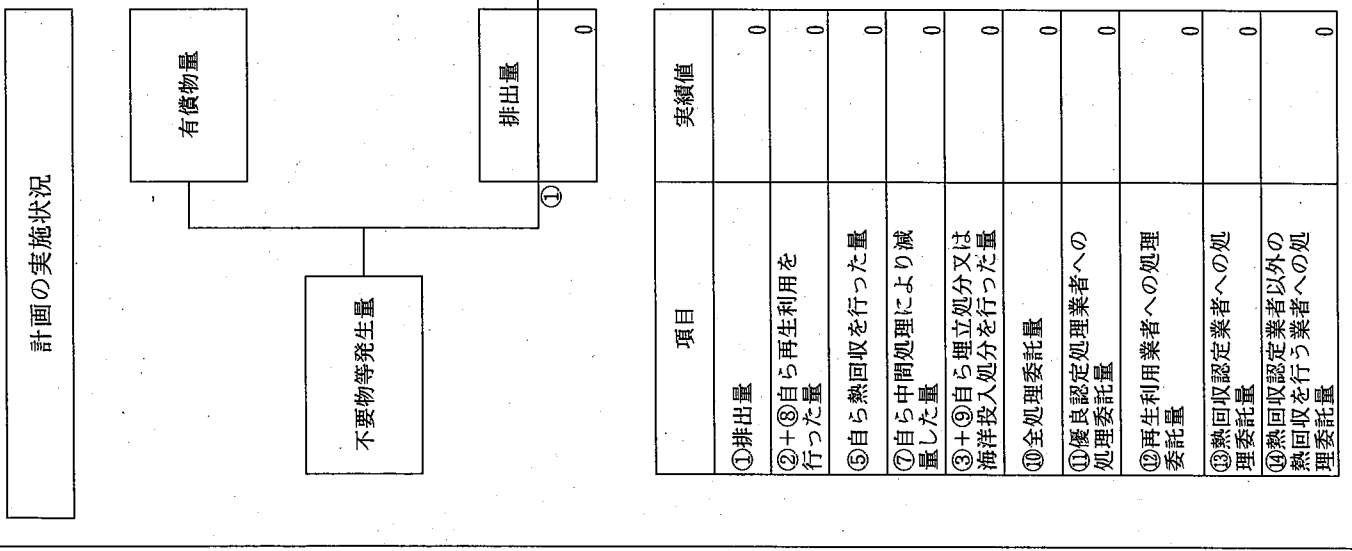 計画の実施状況
有償物量
不要物等発生量
排出量
0
①
項目
実績値
①排出量
0
②+⑧自ら再生利用を
行った量
0
⑤自ら熱回収を行った量
0
⑦自ら中間処理により減
量した量
0
③+⑨自ら埋立処分又は
海洋投入処分を行った量
0
⑩全処理委託量
0
⑪優良認定処理業者への
処理委託量
0
⑫再生利用業者への処理
委託量
0
⑬熱回収認定業者への処
理委託量
0
⑭熱回収認定業者以外の
熱回収を行う業者への処
理委託量
0